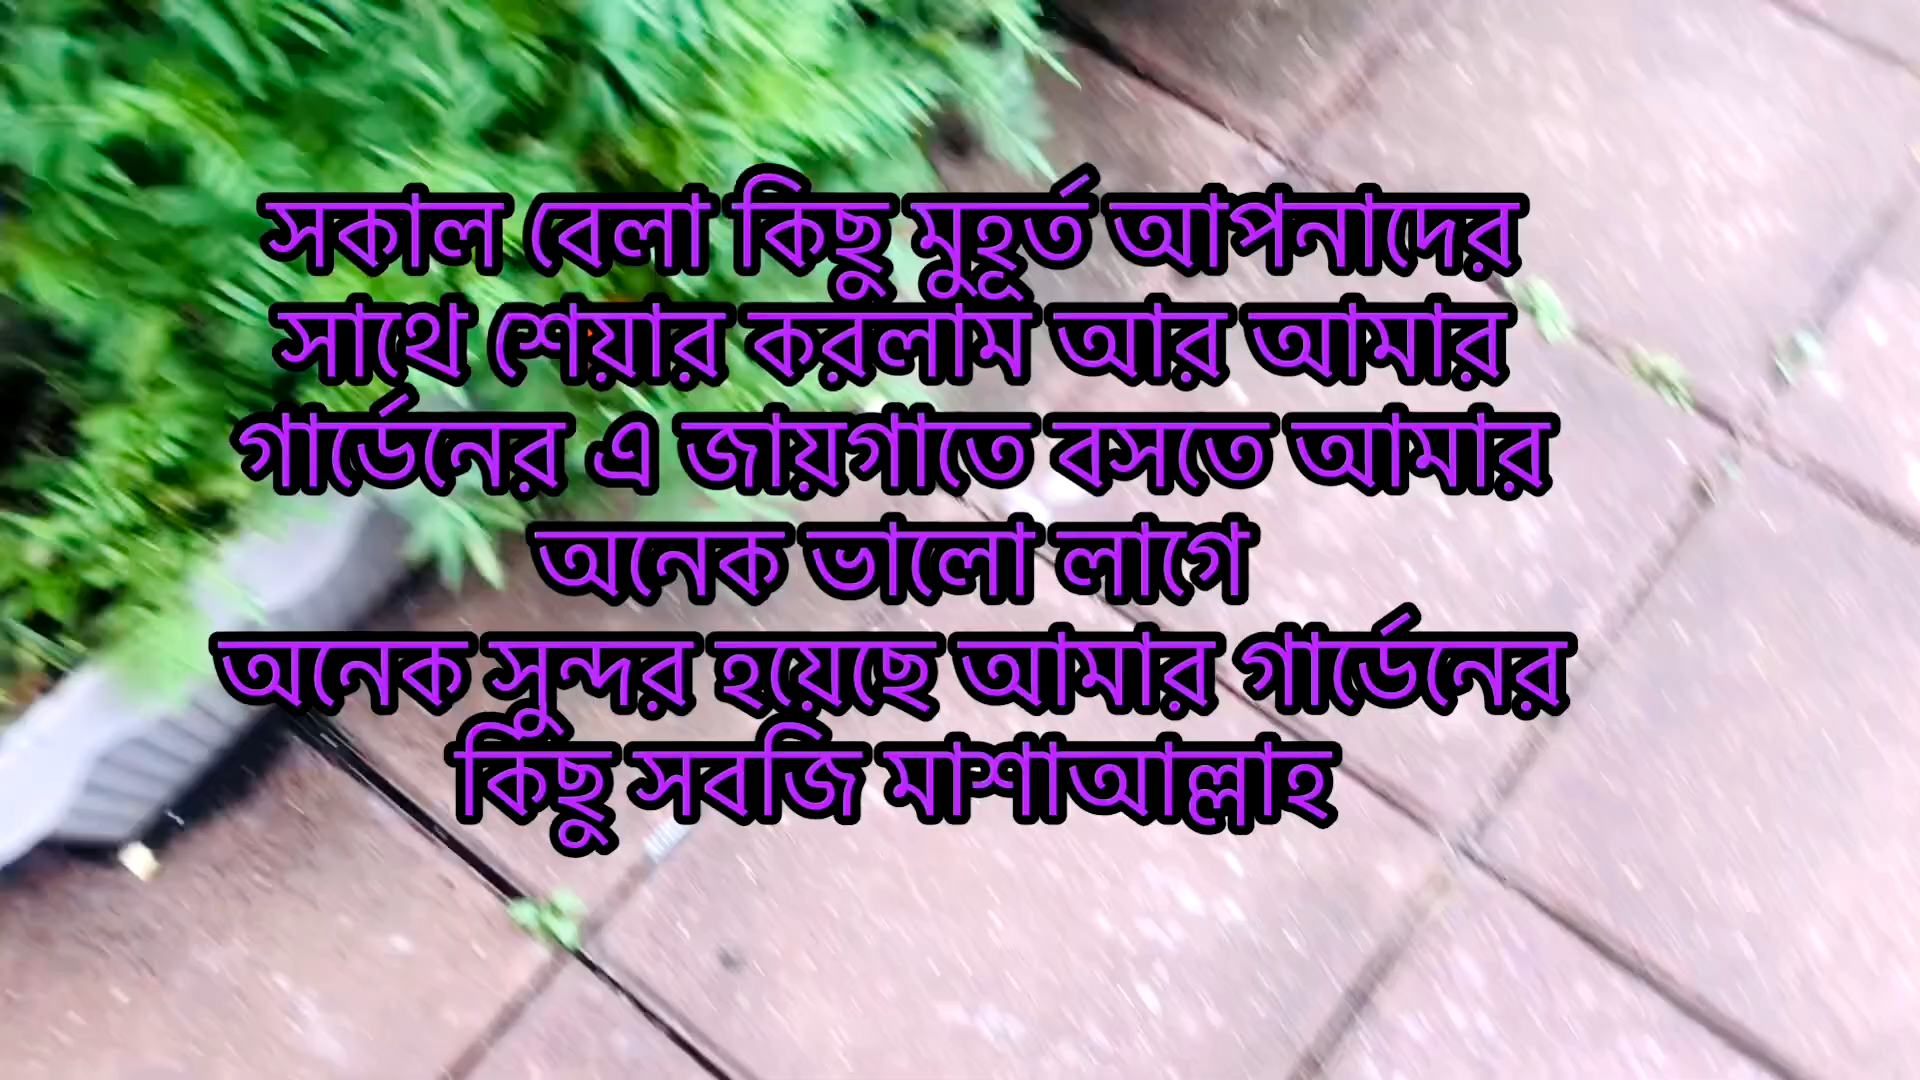 সকাল বেলা কিছু মুহূর্ত আপনাদের
সাথে শেয়ার করলাম আর আমার
গার্ডেনের এ জায়গাতে বসতে আমার
অনেক ভালো লাগে
অনেক সুন্দর হয়েছে আমার গার্ডেনের
কিছু সবজি মাশাআল্লাহ